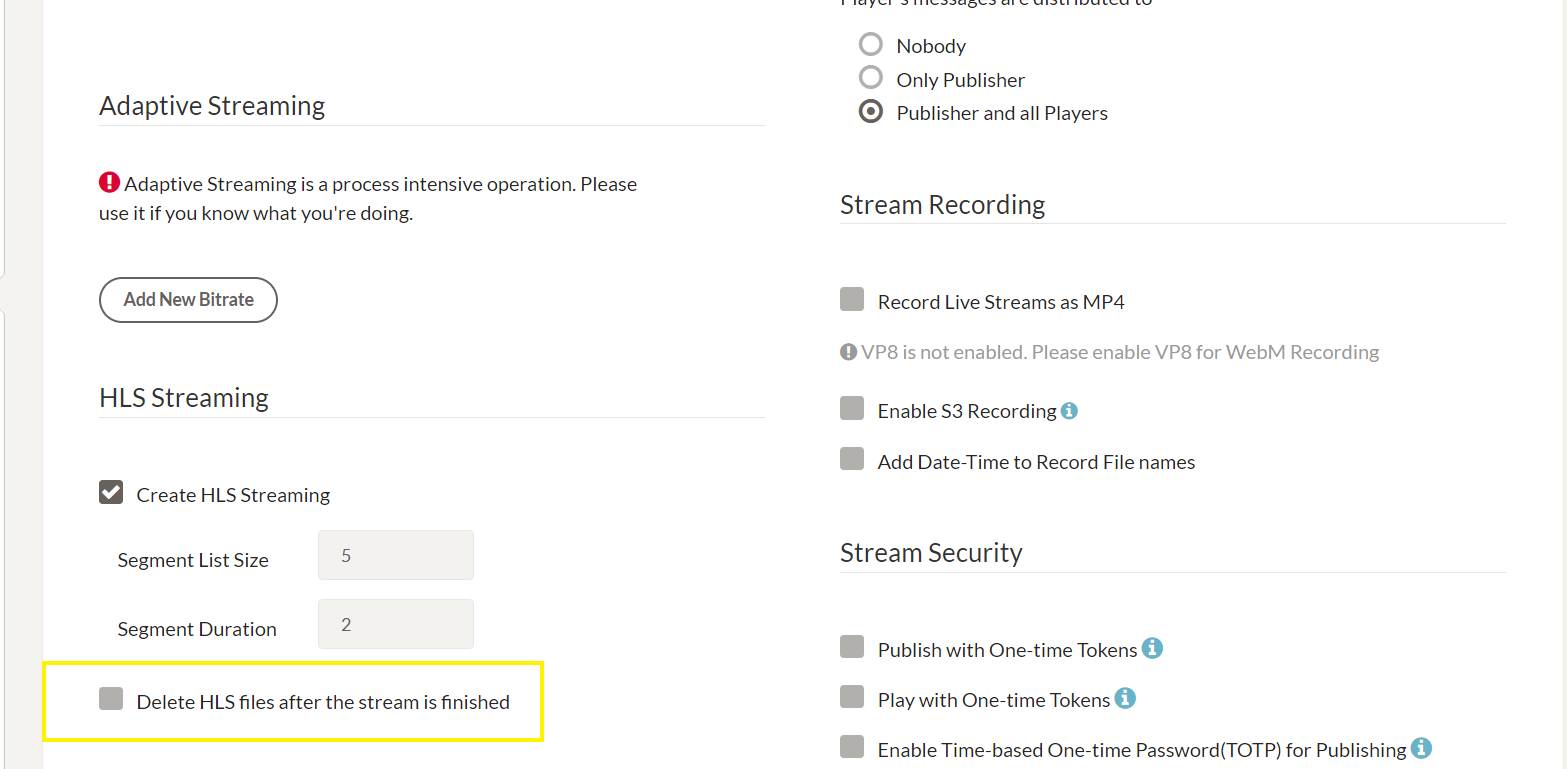 Adaptive Streaming
Adaptive Streaming is a process intensive operation. Please
use it if you know what you're doing.
Add New Bitrate
HLS Streaming
Create HLS Streaming
Segment List Size
5
Segment Duration
2
Delete HLS files after the stream is finished
Player's messages are distributed to
Nobody
Only Publisher
Publisher and all Players
Stream Recording
Record Live Streams as MP4
VP8 is not enabled. Please enable VP8 for WebM Recording
Enable S3 Recording
Add Date-Time to Record File names
Stream Security
Publish with One-time Tokens
Play with One-time Tokens
Enable Time-based One-time Password(TOTP) for Publishing